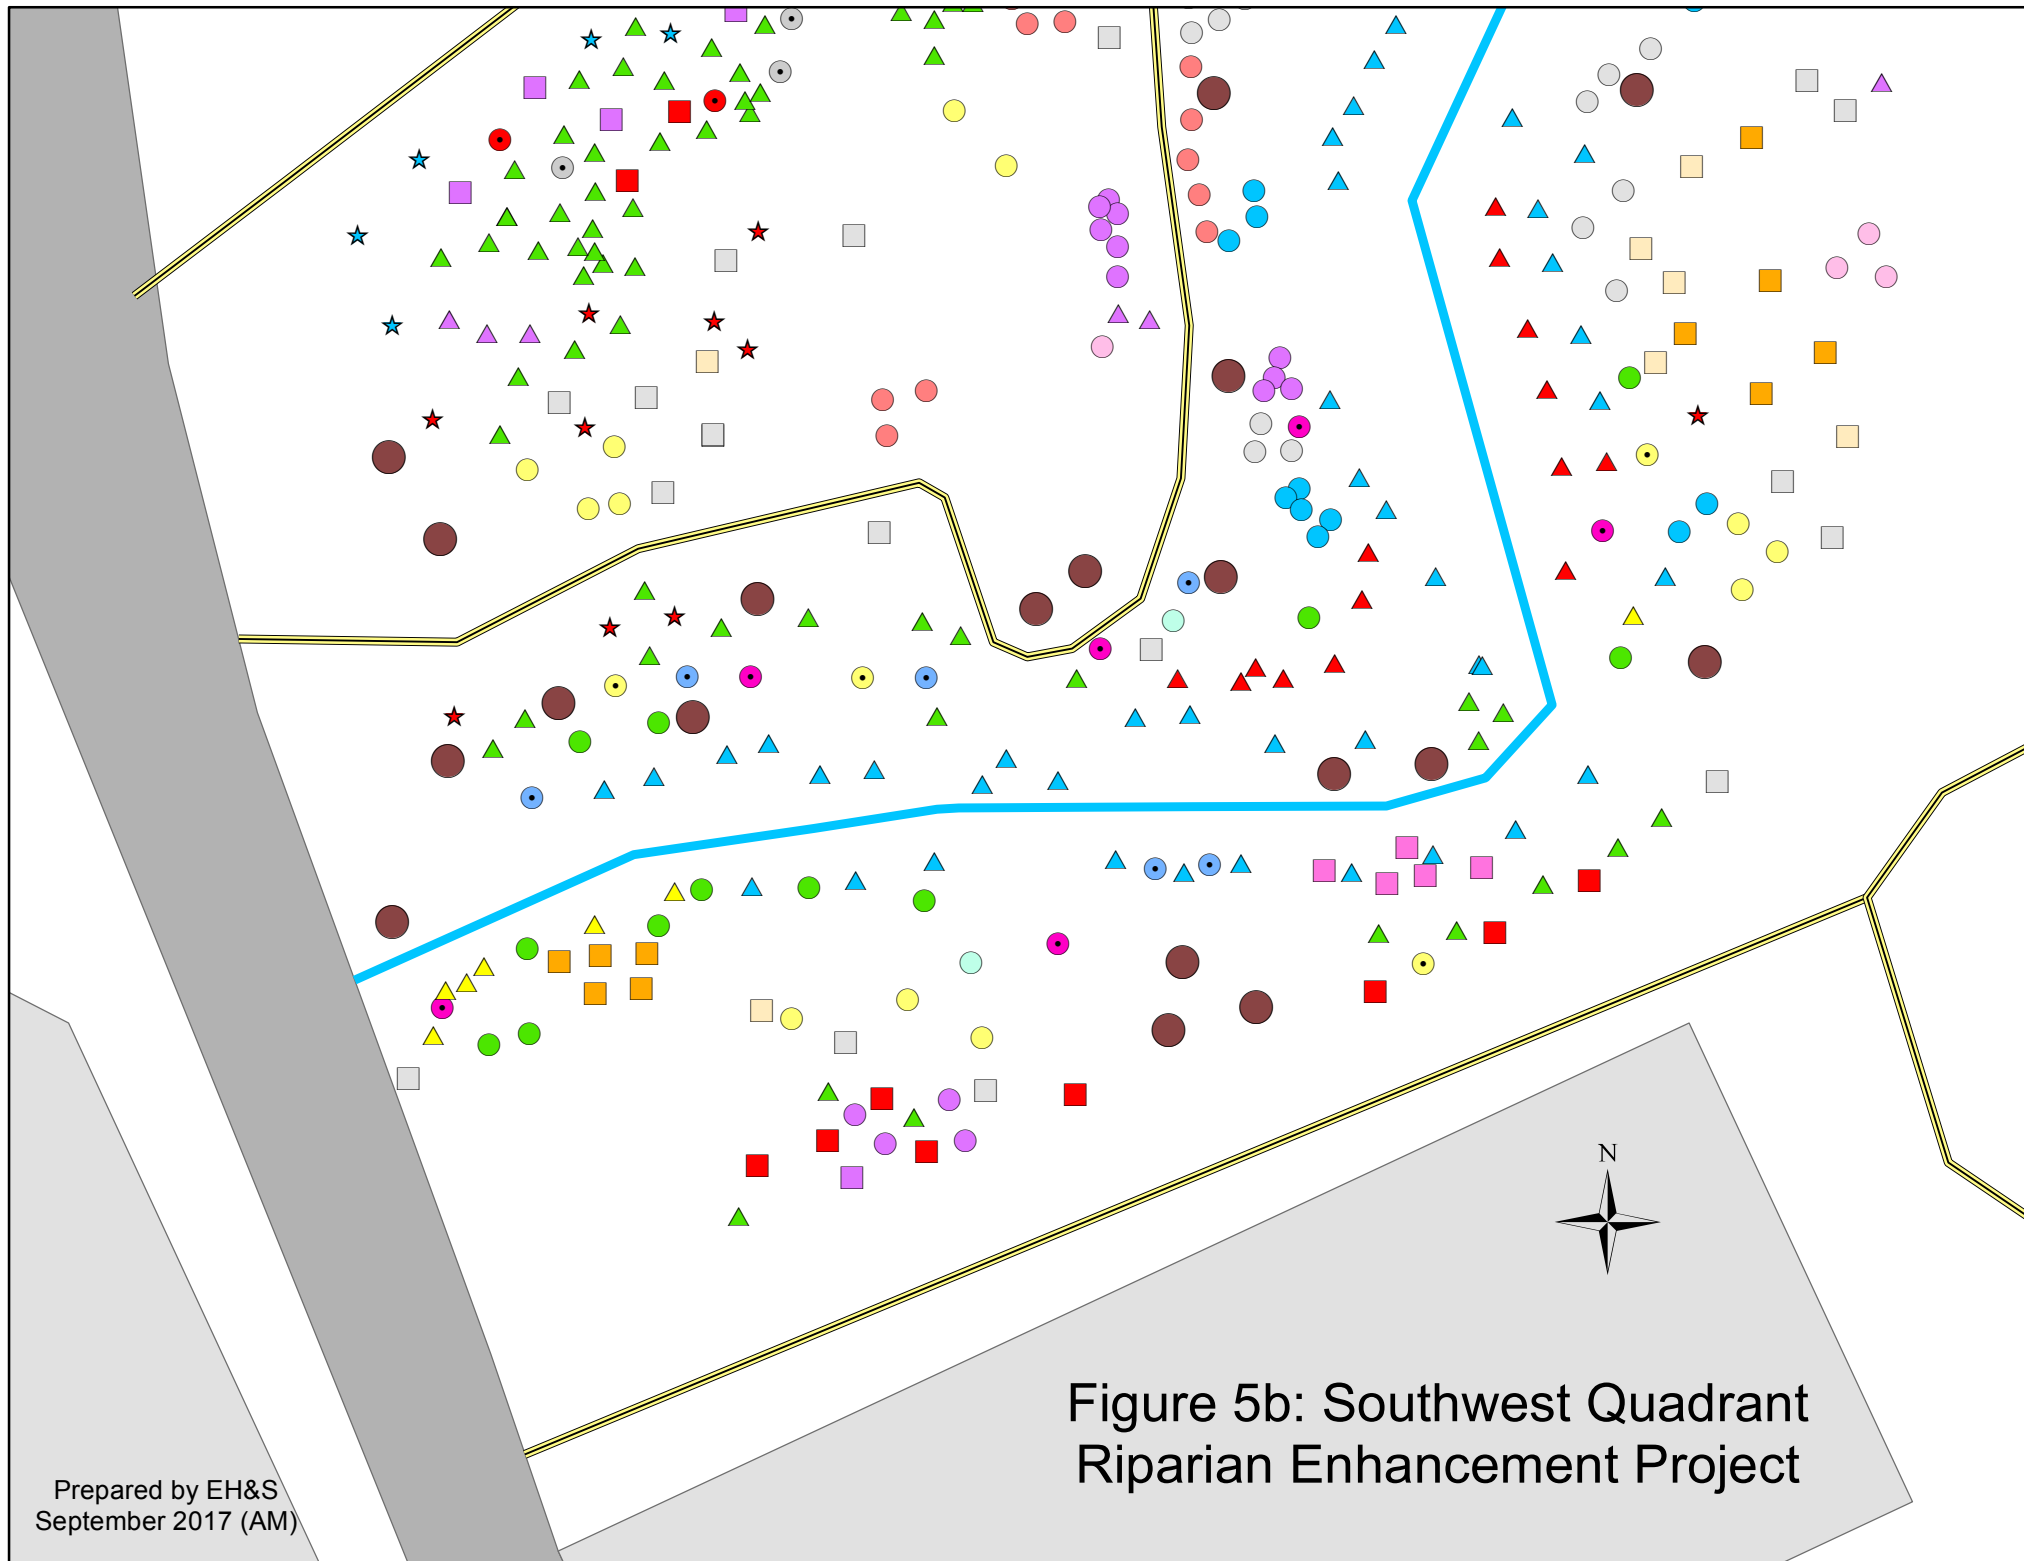 N
Figure 5b: Southwest Quadrant
Riparian Enhancement Project
Prepared by EH&S
September 2017 (AM)